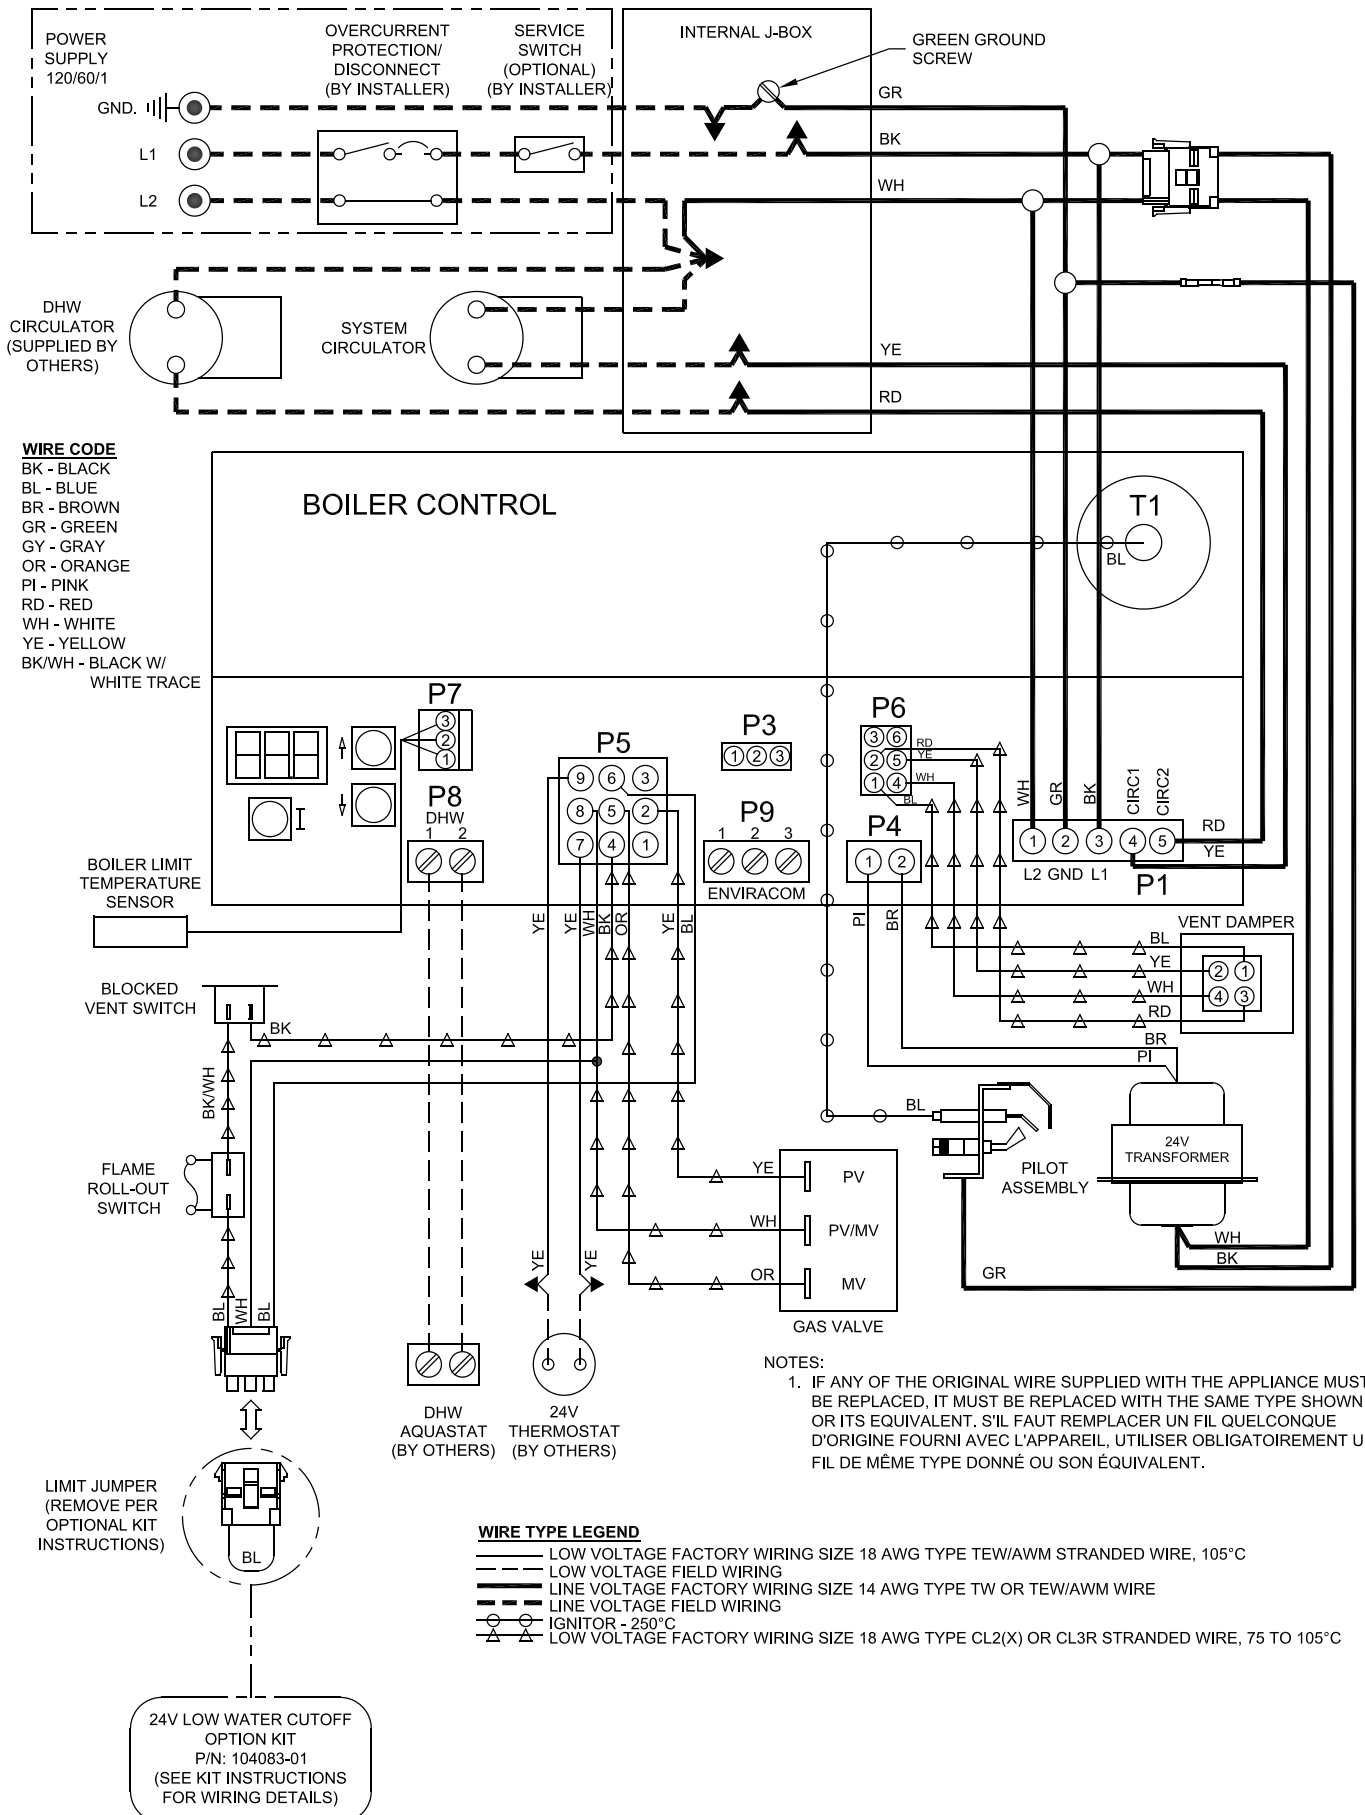 POWER
SUPPLY
120/60/1
OVERCURRENT
PROTECTION/
DISCONNECT
(BY INSTALLER)
SERVICE
SWITCH
(OPTIONAL)
(BY INSTALLER)
INTERNAL J-BOX
GREEN GROUND
SCREW
GND.
L1
L2
GR
BK
WH
DHW
CIRCULATOR
(SUPPLIED BY
OTHERS)
SYSTEM
CIRCULATOR
YE
RD
WIRE CODE
BK - BLACK
BL - BLUE
BR - BROWN
GR - GREEN
GY - GRAY
OR - ORANGE
PI - PINK
RD - RED
WH - WHITE
YE - YELLOW
BK/WH - BLACK W/
WHITE TRACE
BOILER CONTROL
T1
BL
P7
3
2
1
P8
DHW
1 2
P5
9 6 3
8 5 2
7 4 1
P3
1 2 3
P9
1 2 3
ENVIRACOM
P6
3 6
2 5
1 4
RD
YE
WH
BL
P4
1 2
WH
GR
BK
CIRC1
CIRC2
1 2 3 4 5
L2 GND L1
P1
RD
YE
BOILER LIMIT
TEMPERATURE
SENSOR
YE
YE
WH
BK
OR
YE
BL
PI
BR
VENT DAMPER
BL
YE
WH
RD
2 1
4 3
BR
PI
BLOCKED
VENT SWITCH
BK
BK/WH
FLAME
ROLL-OUT
SWITCH
BL
WH
BL
YE
YE
YE
WH
OR
PV
PV/MV
MV
GAS VALVE
BL
PILOT
ASSEMBLY
24V
TRANSFORMER
WH
BK
GR
DHW
AQUASTAT
(BY OTHERS)
24V
THERMOSTAT
(BY OTHERS)
NOTES:
1. IF ANY OF THE ORIGINAL WIRE SUPPLIED WITH THE APPLIANCE MUST
BE REPLACED, IT MUST BE REPLACED WITH THE SAME TYPE SHOWN
OR ITS EQUIVALENT. S'IL FAUT REMPLACER UN FIL QUELCONQUE
D'ORIGINE FOURNI AVEC L'APPAREIL, UTILISER OBLIGATOIREMENT U
FIL DE MÊME TYPE DONNÉ OU SON ÉQUIVALENT.
LIMIT JUMPER
(REMOVE PER
OPTIONAL KIT
INSTRUCTIONS)
BL
WIRE TYPE LEGEND
LOW VOLTAGE FACTORY WIRING SIZE 18 AWG TYPE TEW/AWM STRANDED WIRE, 105°C
LOW VOLTAGE FIELD WIRING
LINE VOLTAGE FACTORY WIRING SIZE 14 AWG TYPE TW OR TEW/AWM WIRE
LINE VOLTAGE FIELD WIRING
IGNITOR - 250°C
LOW VOLTAGE FACTORY WIRING SIZE 18 AWG TYPE CL2(X) OR CL3R STRANDED WIRE, 75 TO 105°C
24V LOW WATER CUTOFF
OPTION KIT
P/N: 104083-01
(SEE KIT INSTRUCTIONS
FOR WIRING DETAILS)